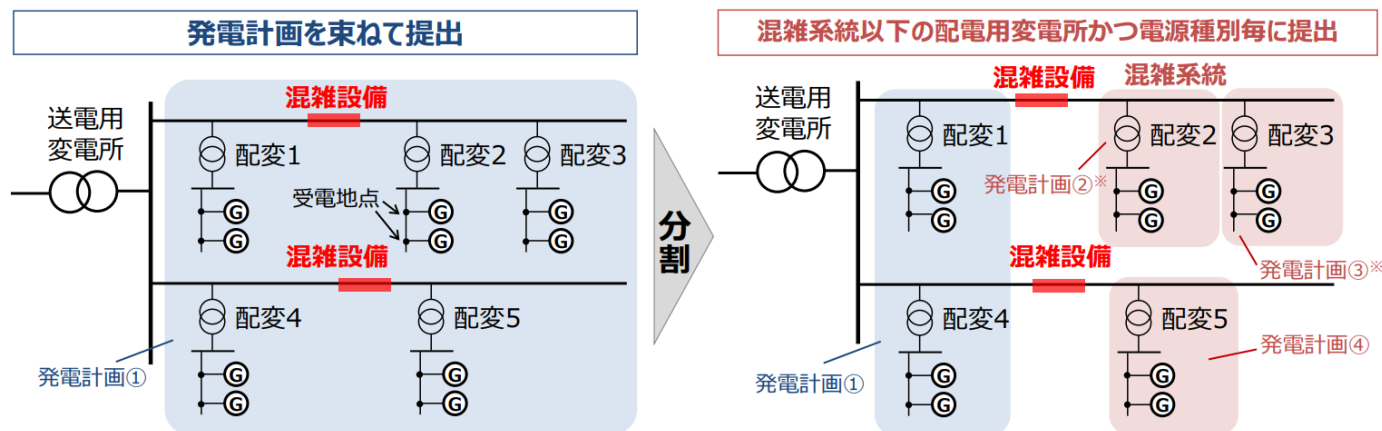 発電計画を束ねて提出
混雑設備
送電用
変電所
配変1
配変2
配変3
受電地点
G
G
G
G
G
G
混雑設備
配変4
配変5
発電計画①
G
G
G
G
分割
混雑系統以下の配電用変電所かつ電源種別毎に提出
混雑設備
混雑系統
送電用
変電所
配変1
配変2
配変3
発電計画②※
G
G
G
G
G
G
混雑設備
発電計画③※
配変4
配変5
発電計画④
発電計画①
G
G
G
G